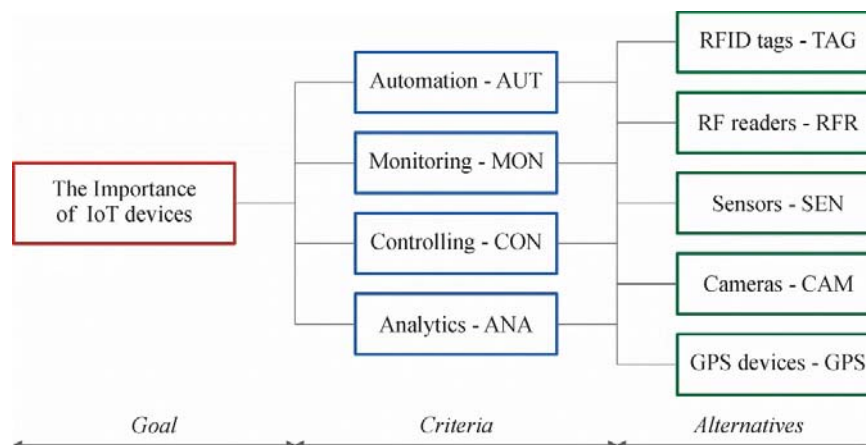 The Importance
of IoT devices
Automation - AUT
Monitoring - MON
Controlling - CON
Analytics - ANA
RFID tags - TAG
RF readers - RFR
Sensors - SEN
Cameras - CAM
GPS devices - GPS
Goal
Criteria
Alternatives